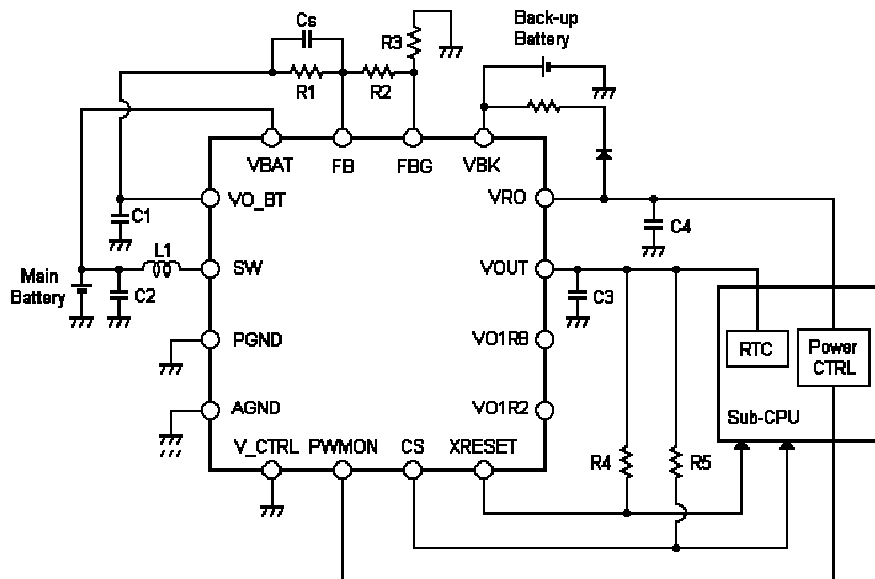 Cs
R3
Back-up
Battery
R1
R2
VBAT
FB
FBG
VBK
VO_BT
VRO
C1
C4
L1
SW
VOUT
Main
Battery
C2
C3
PGND
VO1R8
RTC
Power
CTRL
AGND
VO1R2
Sub-CPU
V_CTRL
PWMON
CS
XRESET
R4
R5